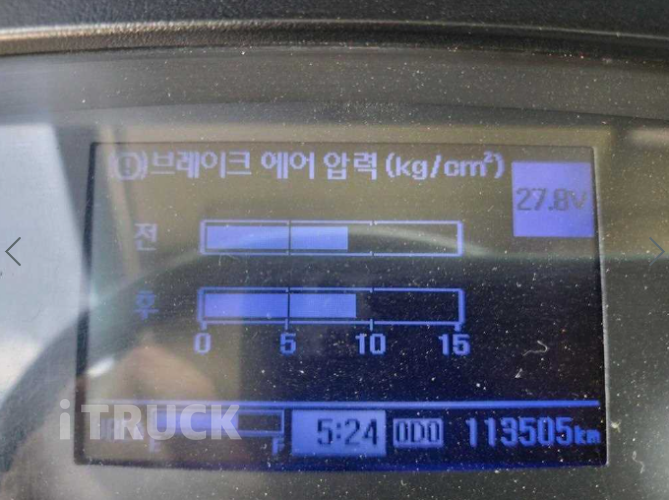 (!) 브레이크 에어 압력 (kg/cm²)
27.8V
전
후
0 5 10 15
iTRUCK
F
5:24 ODO 113505km